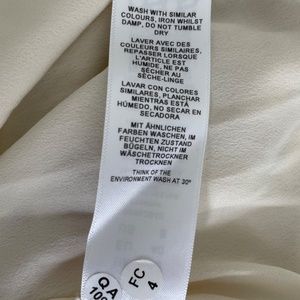 WASH WITH SIMILAR
COLOURS, IRON WHILST
DAMP, DO NOT TUMBLE
DRY
LAVER AVEC DES
COULEURS SIMILAIRES,
REPASSER LORSQUE
L'ARTICLE EST
HUMIDE, NE PAS
SÉCHER AU
SÈCHE-LINGE
LAVAR CON COLORES
SIMILARES, PLANCHAR
MIENTRAS ESTÁ
HÚMEDO, NO SECAR EN
SECADORA
MIT ÄHNLICHEN
FARBEN WASCHEN, IM
FEUCHTEN ZUSTAND
BÜGELN, NICHT IM
WÄSCHETROCKNER
TROCKNEN
THINK OF THE
ENVIRONMENT WASH AT 30°
QA
FC
4